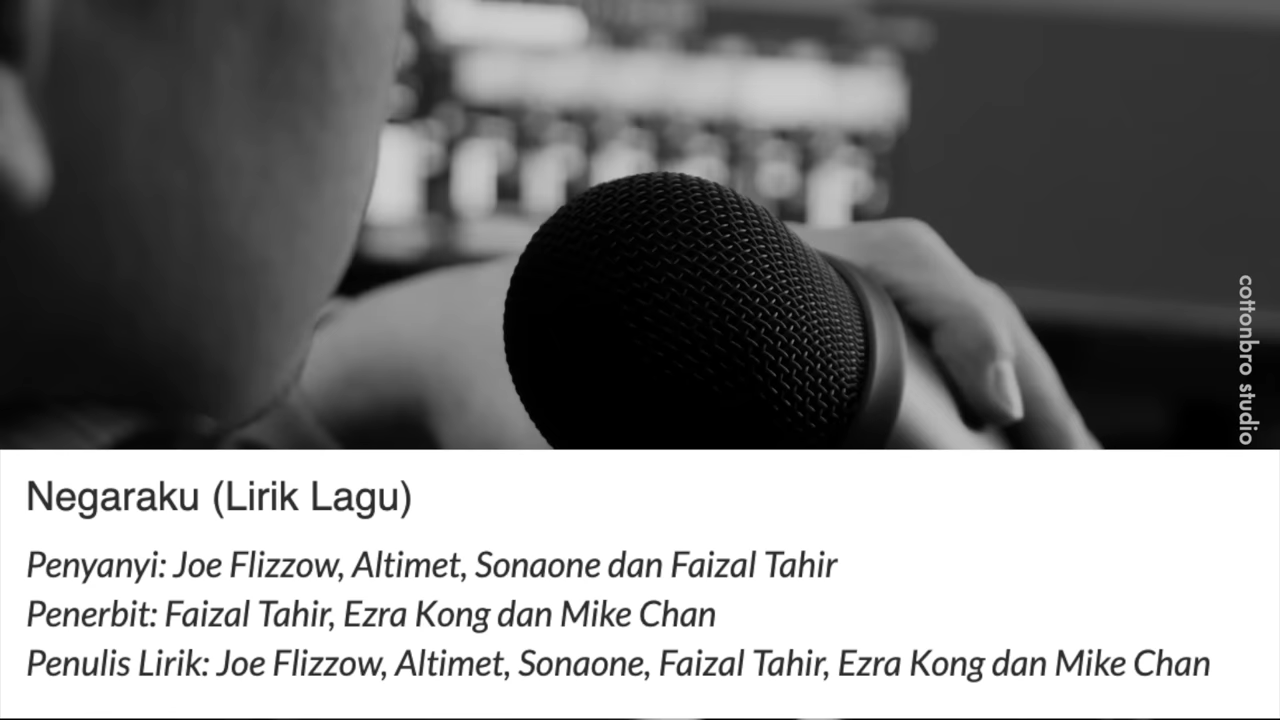 cottonbro studio
Negaraku (Lirik Lagu)
Penyanyi: Joe Flizzow, Altimet, Sonaone dan Faizal Tahir
Penerbit: Faizal Tahir, Ezra Kong dan Mike Chan
Penulis Lirik: Joe Flizzow, Altimet, Sonaone, Faizal Tahir, Ezra Kong dan Mike Chan